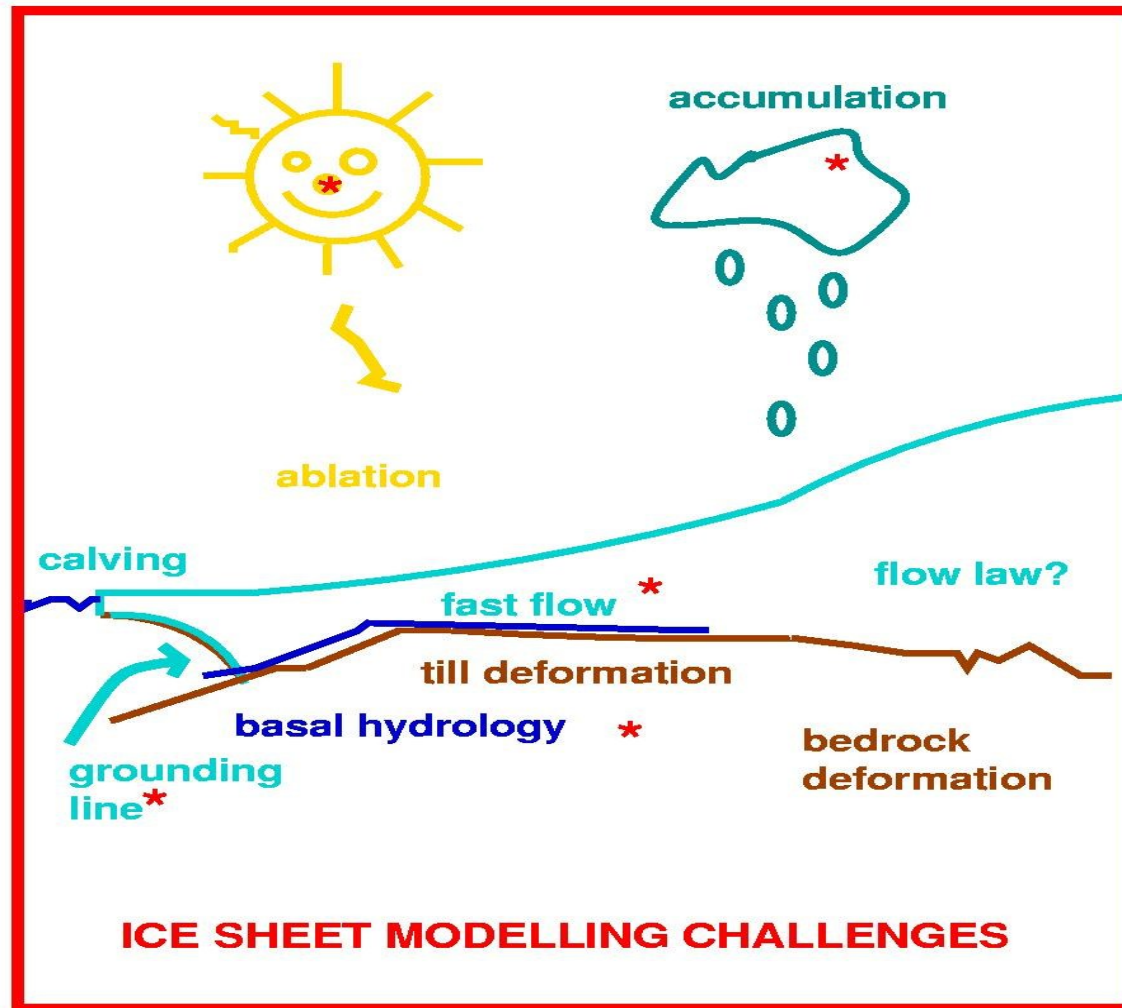 accumulation
*
*
ablation
calving
flow law?
fast flow *
till deformation
basal hydrology *
bedrock
deformation
grounding
line*
ICE SHEET MODELLING CHALLENGES